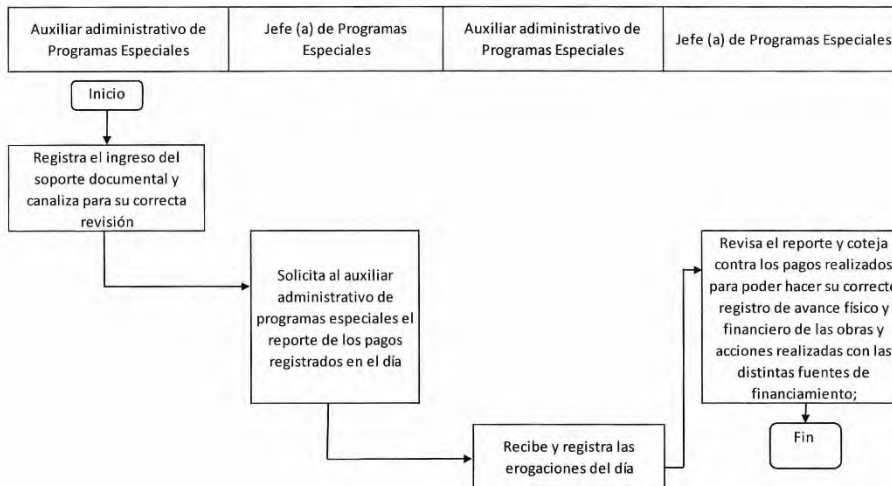 Auxiliar adiministrativo de
Programas Especiales
Jefe (a) de Programas
Especiales
Auxiliar adiministrativo de
Programas Especiales
Jefe (a) de Programas Especiales
Inicio
Registra el ingreso del
soporte documental y
canaliza para su correcta
revisión
Solicita al auxiliar
administrativo de
programas especiales el
reporte de los pagos
registrados en el día
Recibe y registra las
erogaciones del día
Revisa el reporte y coteja
contra los pagos realizados
para poder hacer su correcto
registro de avance físico y
financiero de las obras y
acciones realizadas con las
distintas fuentes de
financiamiento;
Fin